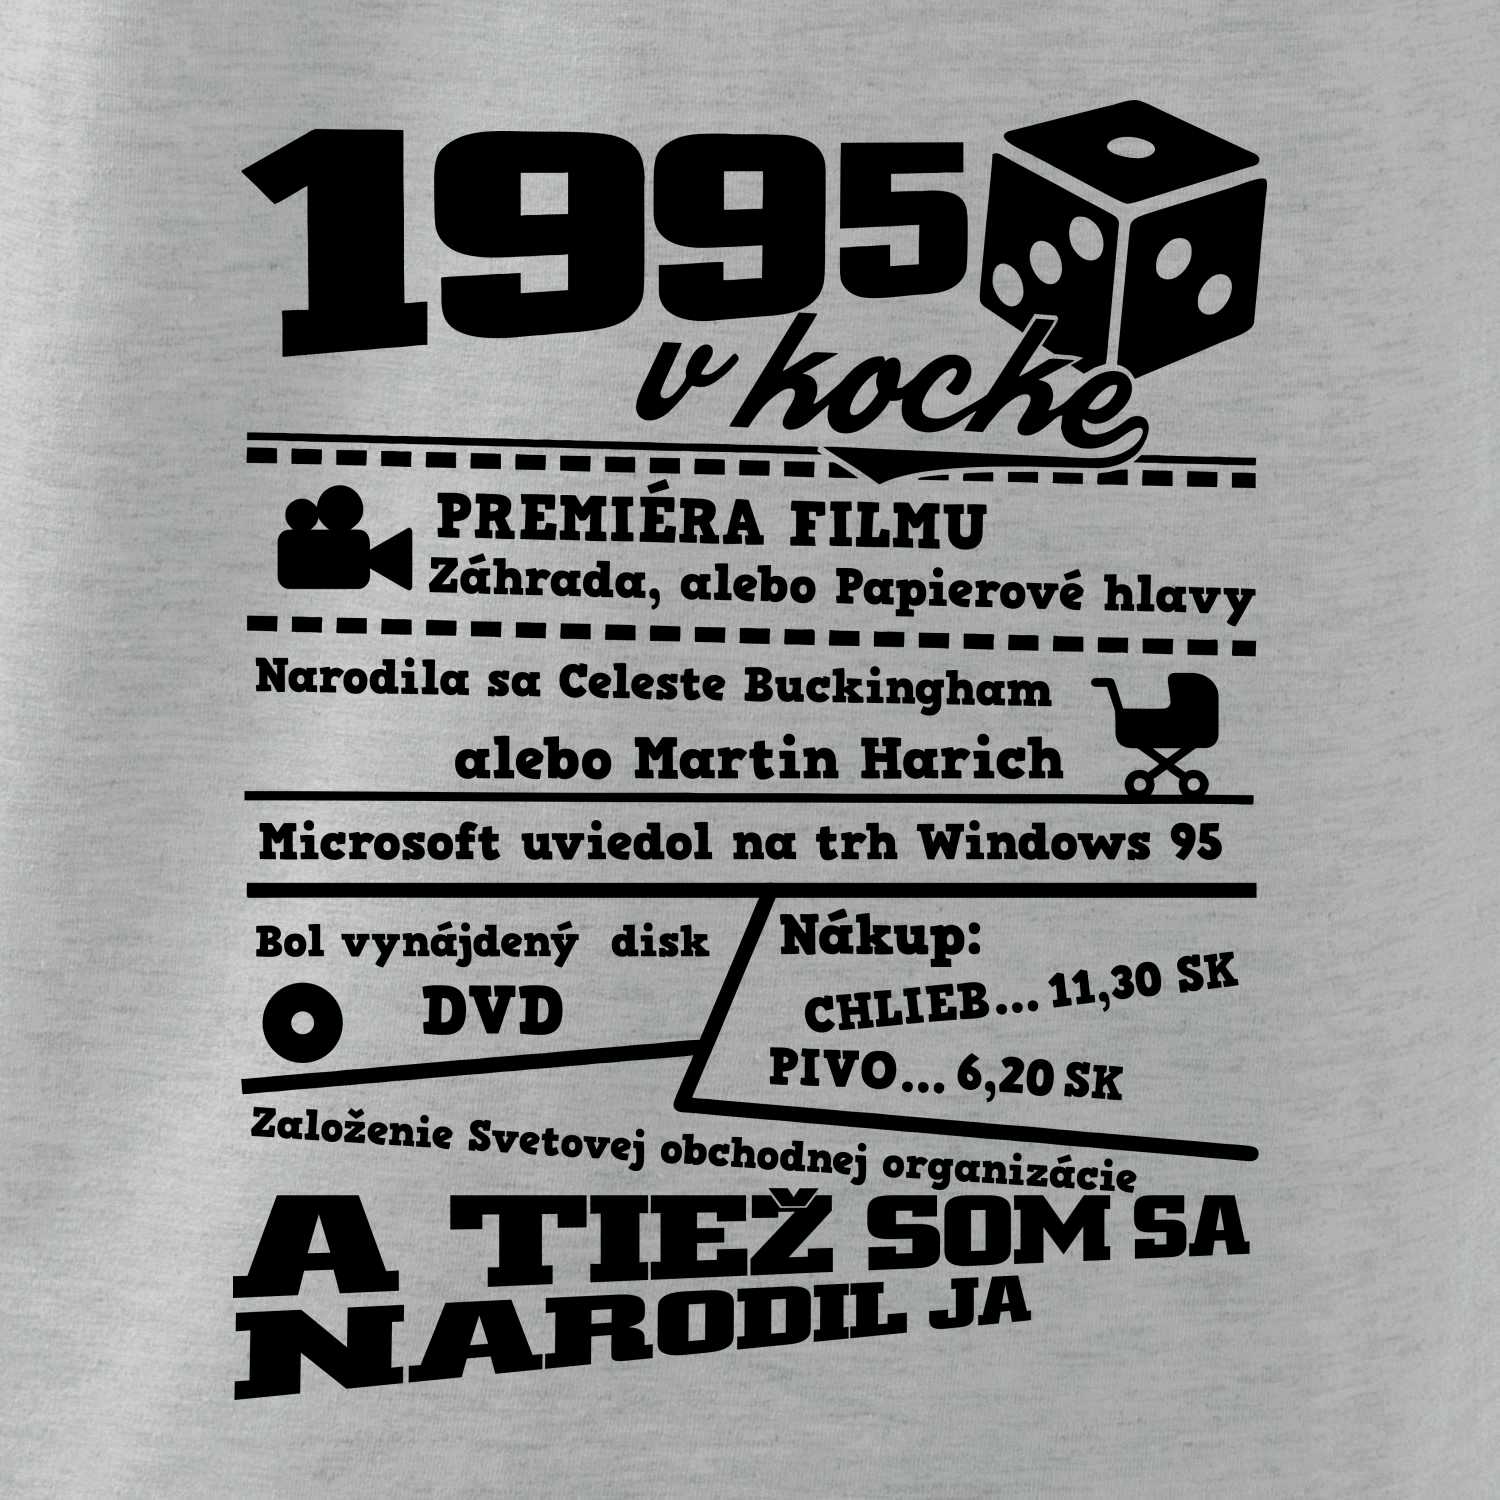 1995
v kocke
PREMIÉRA FILMU
Záhrada, alebo Papierové hlavy
Narodila sa Celeste Buckingham
alebo Martin Harich
Microsoft uviedol na trh Windows 95
Bol vynájdený disk
DVD
Nákup:
CHLIEB... 11,30 SK
PIVO... 6,20 SK
Založenie Svetovej obchodnej organizácie
A TIEŽ SOM SA
NARODIL JA